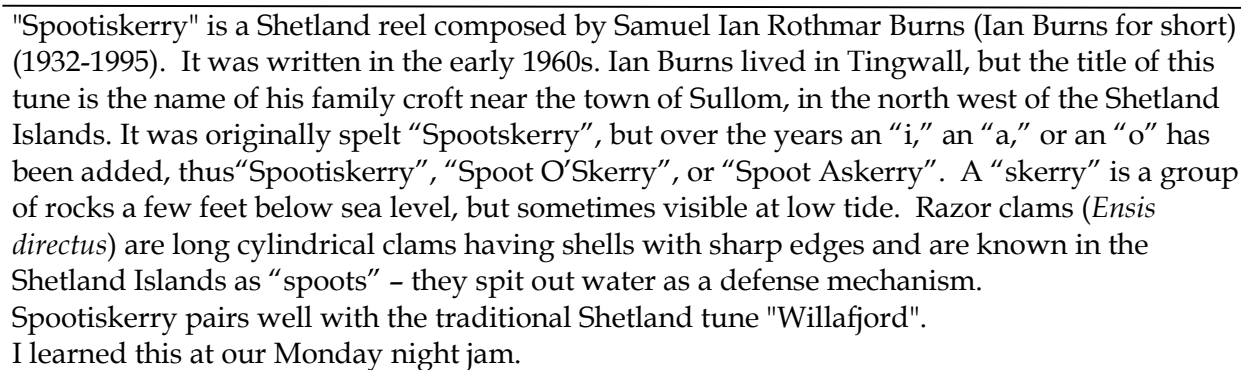 "Spootiskerry" is a Shetland reel composed by Samuel Ian Rothmar Burns (Ian Burns for short)
(1932-1995).  It was written in the early 1960s. Ian Burns lived in Tingwall, but the title of this
tune is the name of his family croft near the town of Sullom, in the north west of the Shetland
Islands. It was originally spelt “Spootskerry”, but over the years an “i,” an “a,” or an “o” has
been added, thus“Spootiskerry”, “Spoot O’Skerry”, or “Spoot Askerry”.  A “skerry” is a group
of rocks a few feet below sea level, but sometimes visible at low tide.  Razor clams (Ensis
directus) are long cylindrical clams having shells with sharp edges and are known in the
Shetland Islands as “spoots” – they spit out water as a defense mechanism.
Spootiskerry pairs well with the traditional Shetland tune "Willafjord".
I learned this at our Monday night jam.